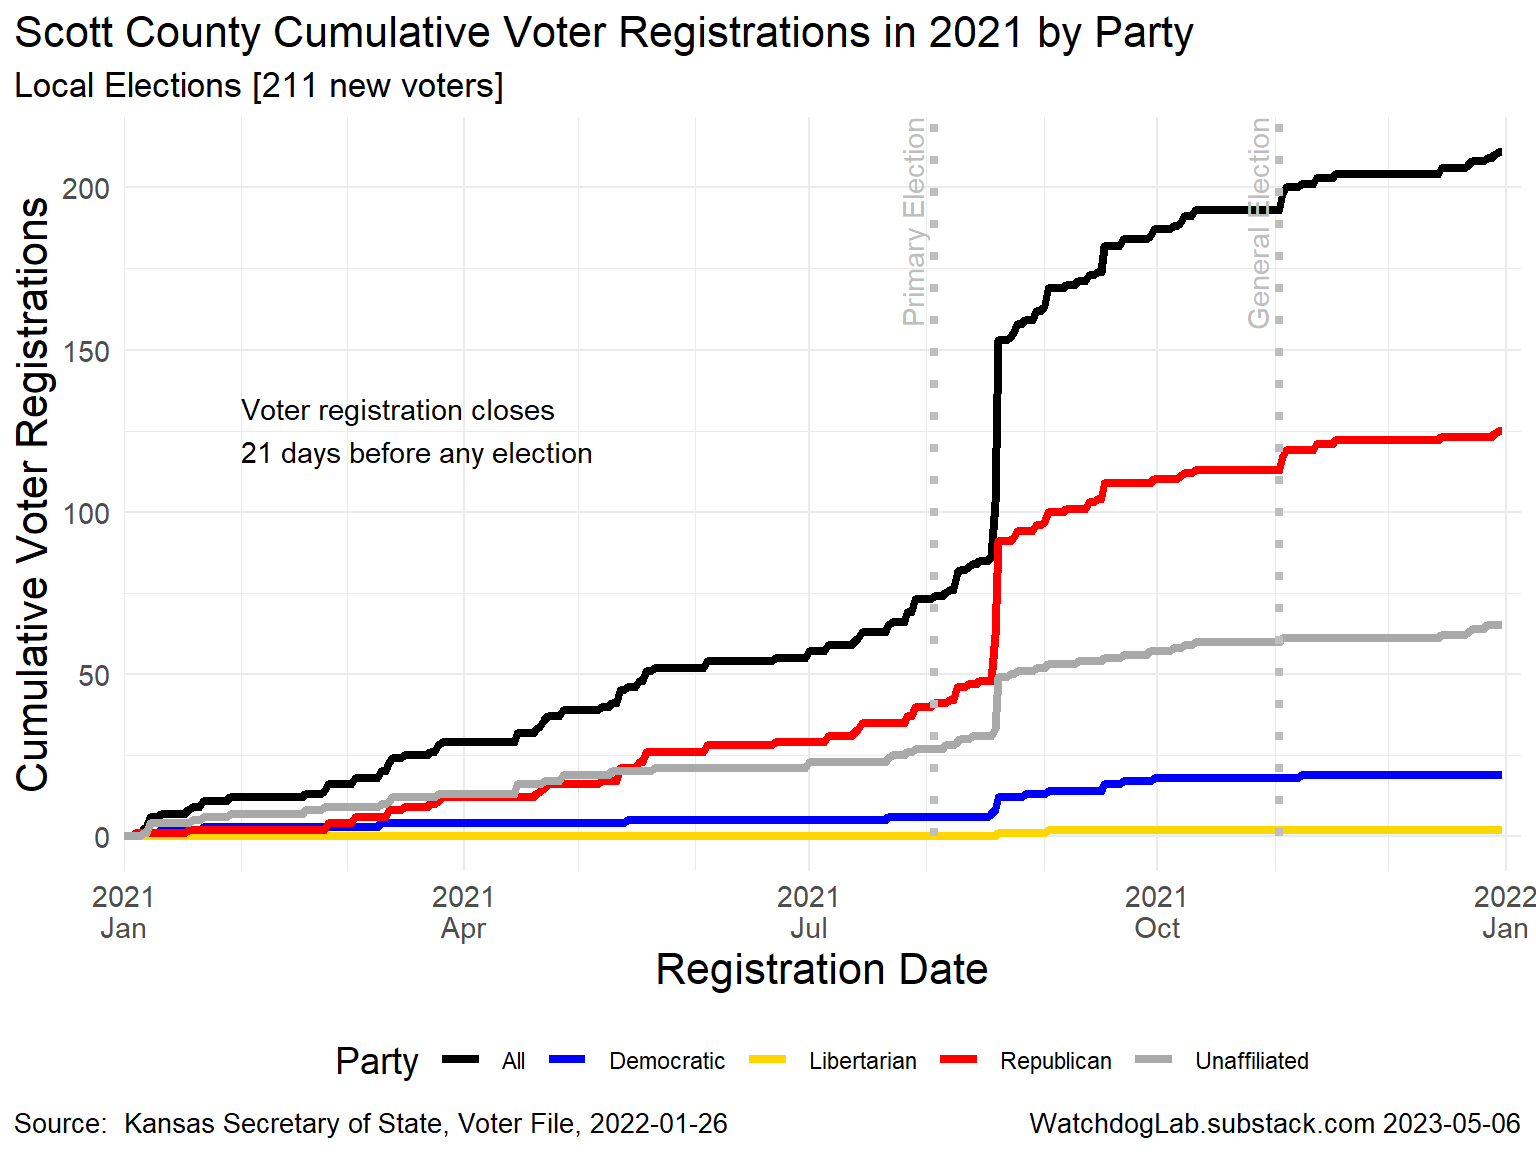 Scott County Cumulative Voter Registrations in 2021 by Party
Local Elections [211 new voters]
Cumulative Voter Registrations
200
150
100
50
0
Primary Election
General Election
Voter registration closes
21 days before any election
2021
Jan
2021
Apr
2021
Jul
2021
Oct
2022
Jan
Registration Date
Party
All
Democratic
Libertarian
Republican
Unaffiliated
Source:  Kansas Secretary of State, Voter File, 2022-01-26
WatchdogLab.substack.com 2023-05-06